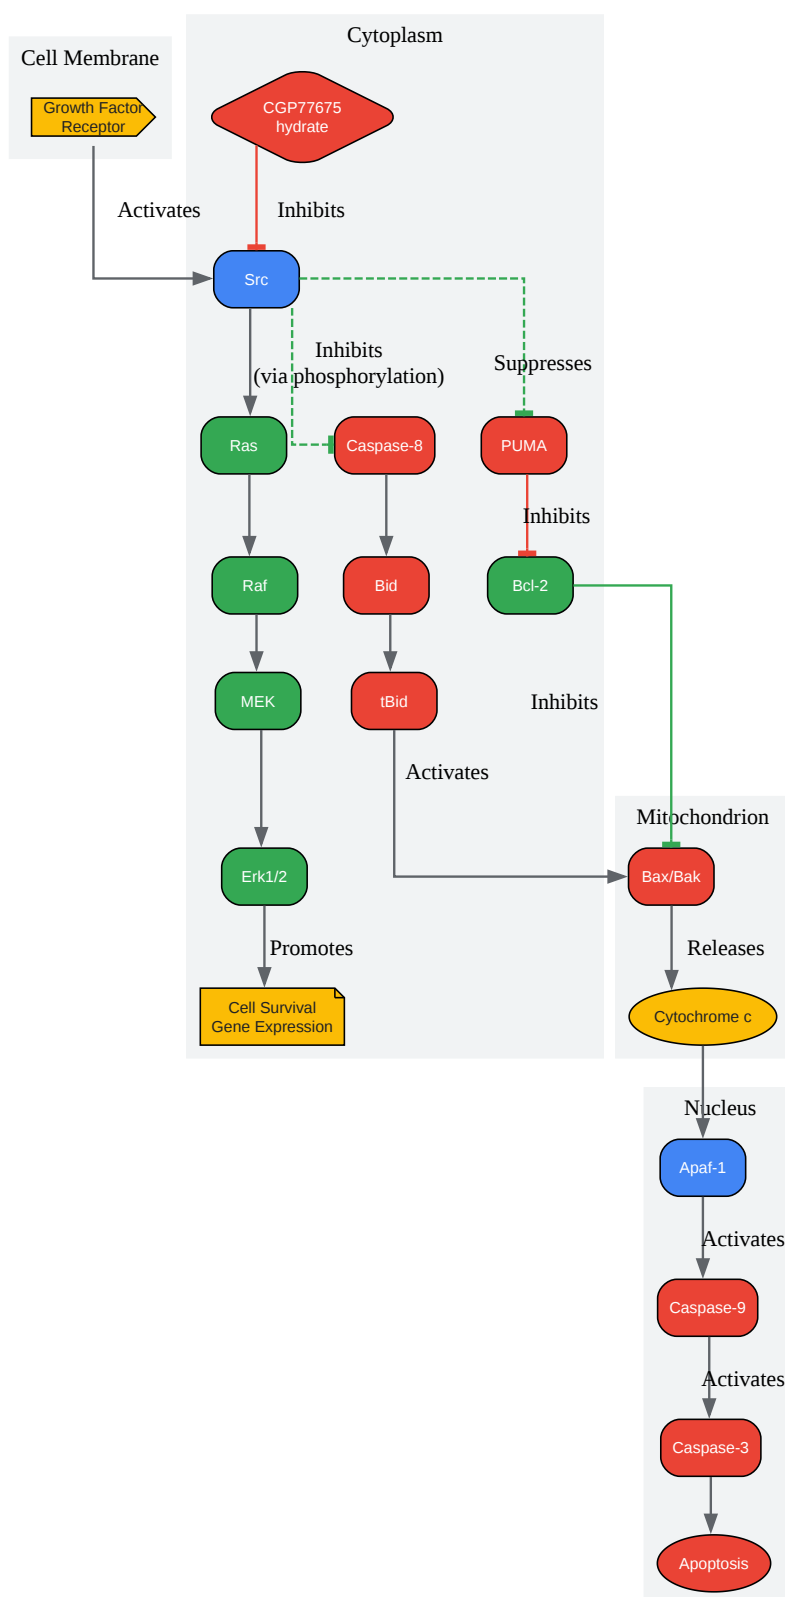 Cytoplasm
Cell Membrane
Growth Factor
Receptor
CGP77675
hydrate
Activates
Inhibits
Src
Inhibits
(via phosphorylation)
Suppresses
Ras
Caspase-8
PUMA
Inhibits
Raf
Bid
Bcl-2
MEK
tBid
Inhibits
Activates
Mitochondrion
Erk1/2
Bax/Bak
Promotes
Releases
Cell Survival
Gene Expression
Cytochrome c
Nucleus
Apaf-1
Activates
Caspase-9
Activates
Caspase-3
Apoptosis